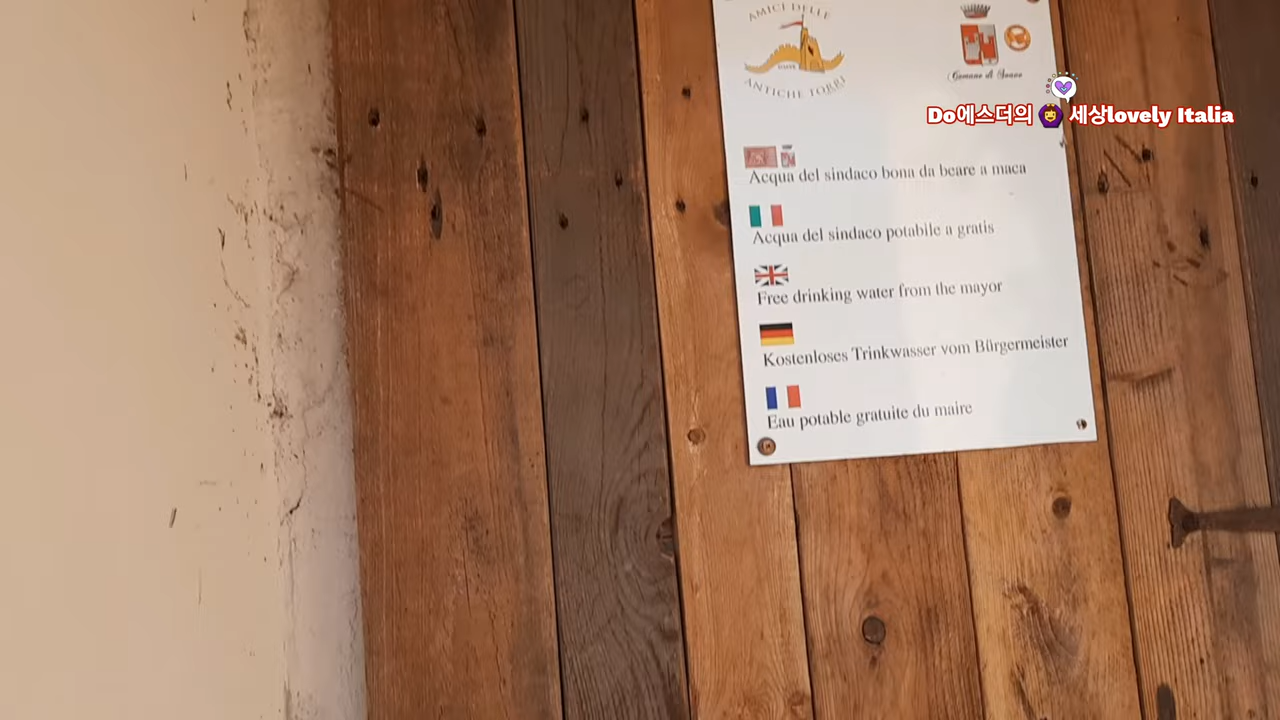 AMICI DELLE
SOAVE
ANTICHE TORRI
Comune di Soave
Do에스더의 세상lovely Italia
Acqua del sindaco bona da beare a maca
Acqua del sindaco potabile a gratis
Free drinking water from the mayor
Kostenloses Trinkwasser vom Bürgermeister
Eau potable gratuite du maire